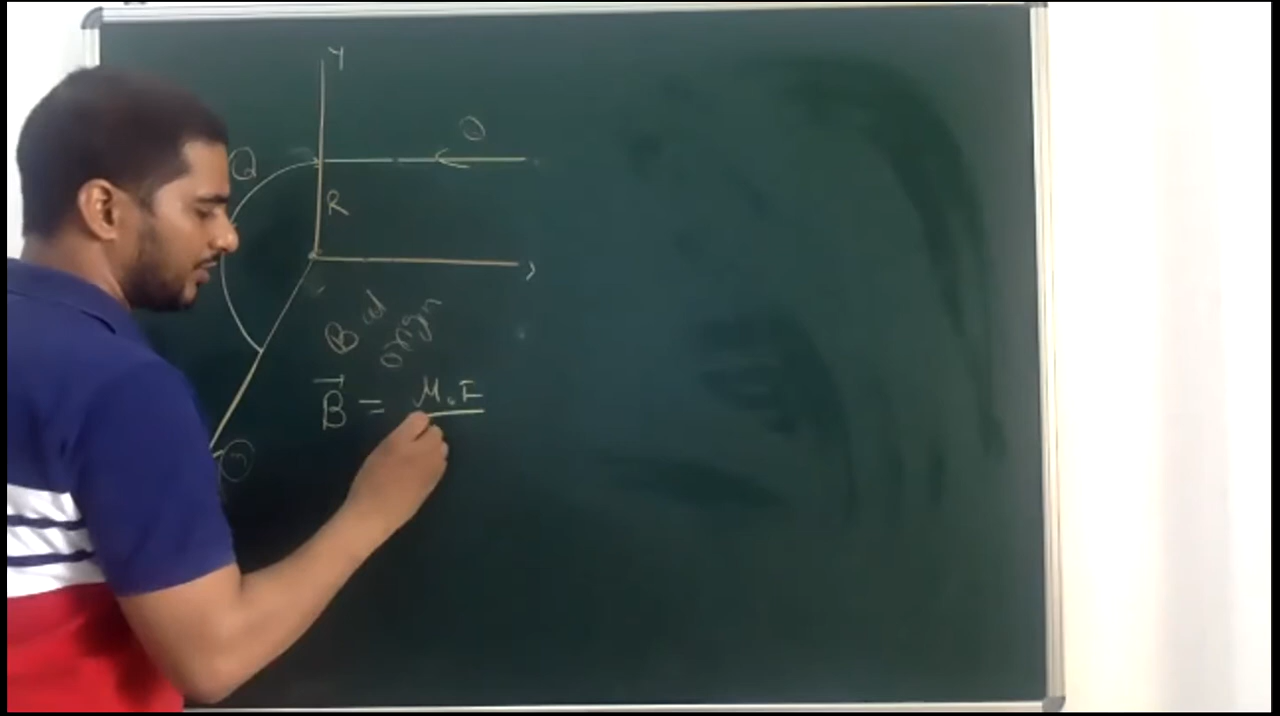 Y
Q
R
B at
origin
B⃗ = μ₀I